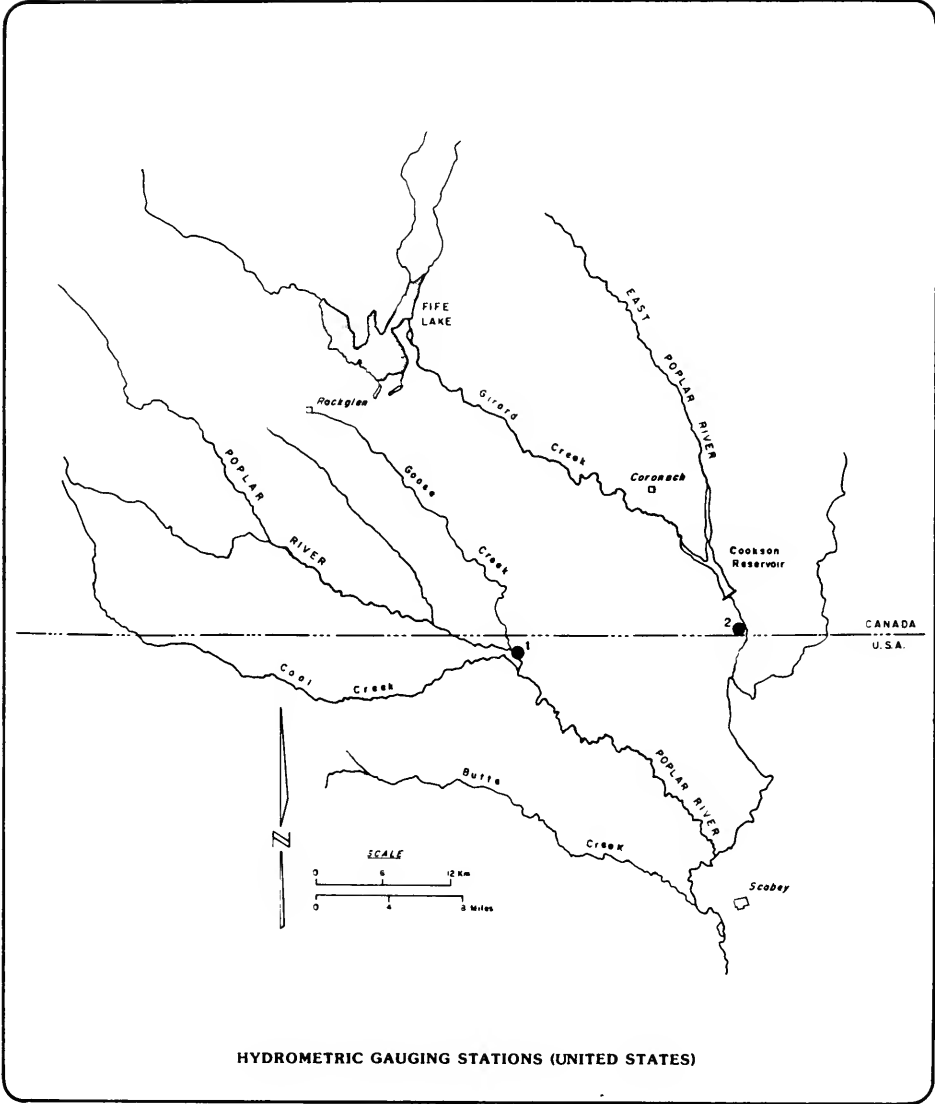 FIFE
LAKE
EAST POPLAR RIVER
Rockglen
Girard Creek
Goose Creek
Coronach
POPLAR RIVER
Cookson
Reservoir
2
CANADA
U.S.A.
1
Coal Creek
POPLAR RIVER
Butte Creek
N
SCALE
0 6 12 Km
0 4 8 Miles
Scobey
HYDROMETRIC GAUGING STATIONS (UNITED STATES)